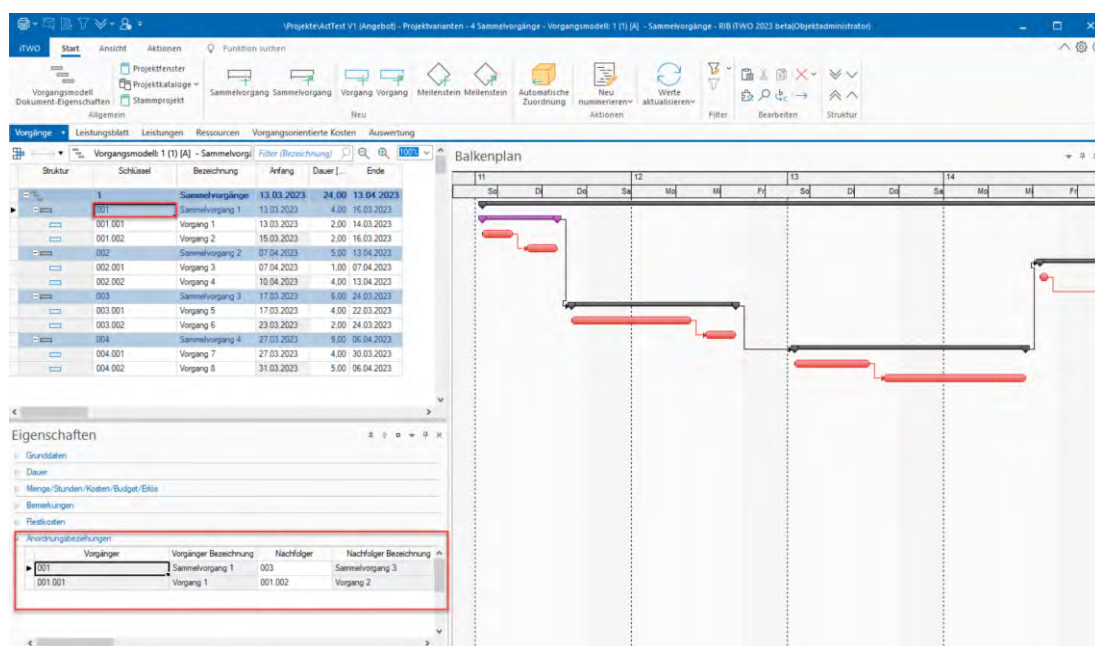 \Projekte\ActTest V1 (Angebot) - Projektvarianten - 4 Sammelvorgänge - Vorgangsmodell: 1 (1) [A] - Sammelvorgänge - RIB iTWO 2023 beta(Objektadministrator)
iTWO Start Ansicht Aktionen Funktion suchen
Vorgangsmodell Dokument-Eigenschaften
Projektfenster
Projektkataloge
Stammprojekt
Sammelvorgang Sammelvorgang Vorgang Vorgang Meilenstein Meilenstein
Automatische Zuordnung
Neu nummerieren
Werte aktualisieren
Allgemein Neu Aktionen Filter Bearbeiten Struktur
Vorgänge Leistungsblatt Leistungen Ressourcen Vorgangsorientierte Kosten Auswertung
Vorgangsmodell: 1 (1) [A] - Sammelvorgä Filter (Bezeichnung) 100%
Struktur Schlüssel Bezeichnung Anfang Dauer [... Ende
1 Sammelvorgänge 13.03.2023 24,00 13.04.2023
001 Sammelvorgang 1 13.03.2023 4,00 16.03.2023
001.001 Vorgang 1 13.03.2023 2,00 14.03.2023
001.002 Vorgang 2 15.03.2023 2,00 16.03.2023
002 Sammelvorgang 2 07.04.2023 5,00 13.04.2023
002.001 Vorgang 3 07.04.2023 1,00 07.04.2023
002.002 Vorgang 4 10.04.2023 4,00 13.04.2023
003 Sammelvorgang 3 17.03.2023 6,00 24.03.2023
003.001 Vorgang 5 17.03.2023 4,00 22.03.2023
003.002 Vorgang 6 23.03.2023 2,00 24.03.2023
004 Sammelvorgang 4 27.03.2023 9,00 06.04.2023
004.001 Vorgang 7 27.03.2023 4,00 30.03.2023
004.002 Vorgang 8 31.03.2023 5,00 06.04.2023
Balkenplan
11 12 13 14
So Di Do Sa Mo Mi Fr So Di Do Sa Mo Mi Fr
Eigenschaften
Grunddaten
Dauer
Menge/Stunden/Kosten/Budget/Erlös
Bemerkungen
Restkosten
Anordnungsbeziehungen
Vorgänger Vorgänger Bezeichnung Nachfolger Nachfolger Bezeichnung
001 Sammelvorgang 1 003 Sammelvorgang 3
001.001 Vorgang 1 001.002 Vorgang 2